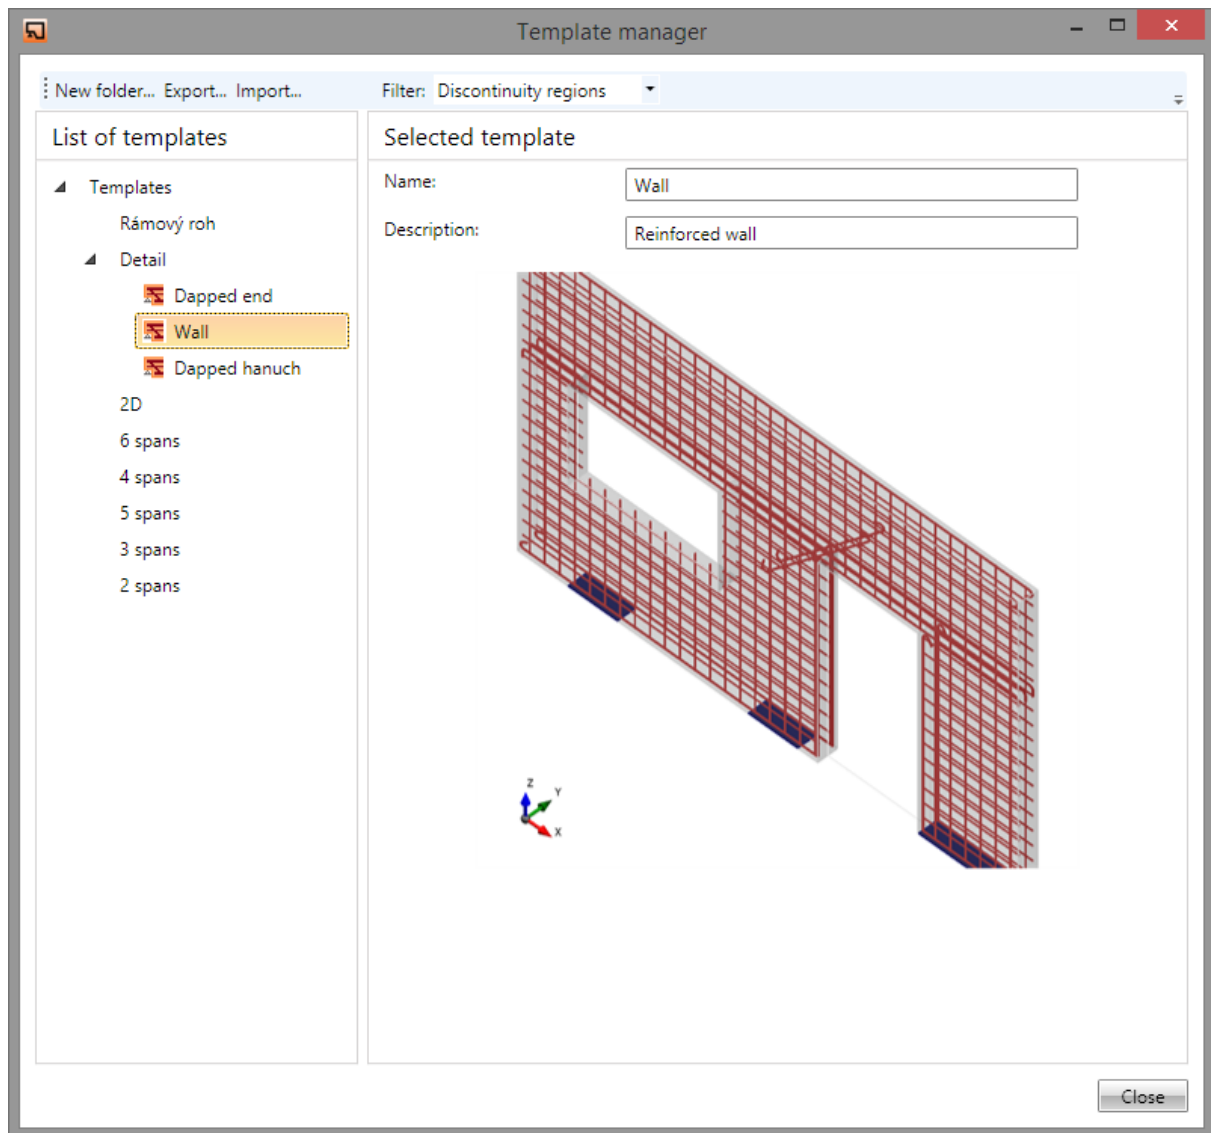 Template manager
New folder... Export... Import... Filter: Discontinuity regions
List of templates
Templates
Rámový roh
Detail
Dapped end
Wall
Dapped hanuch
2D
6 spans
4 spans
5 spans
3 spans
2 spans
Selected template
Name: Wall
Description: Reinforced wall
Z
Y
X
Close